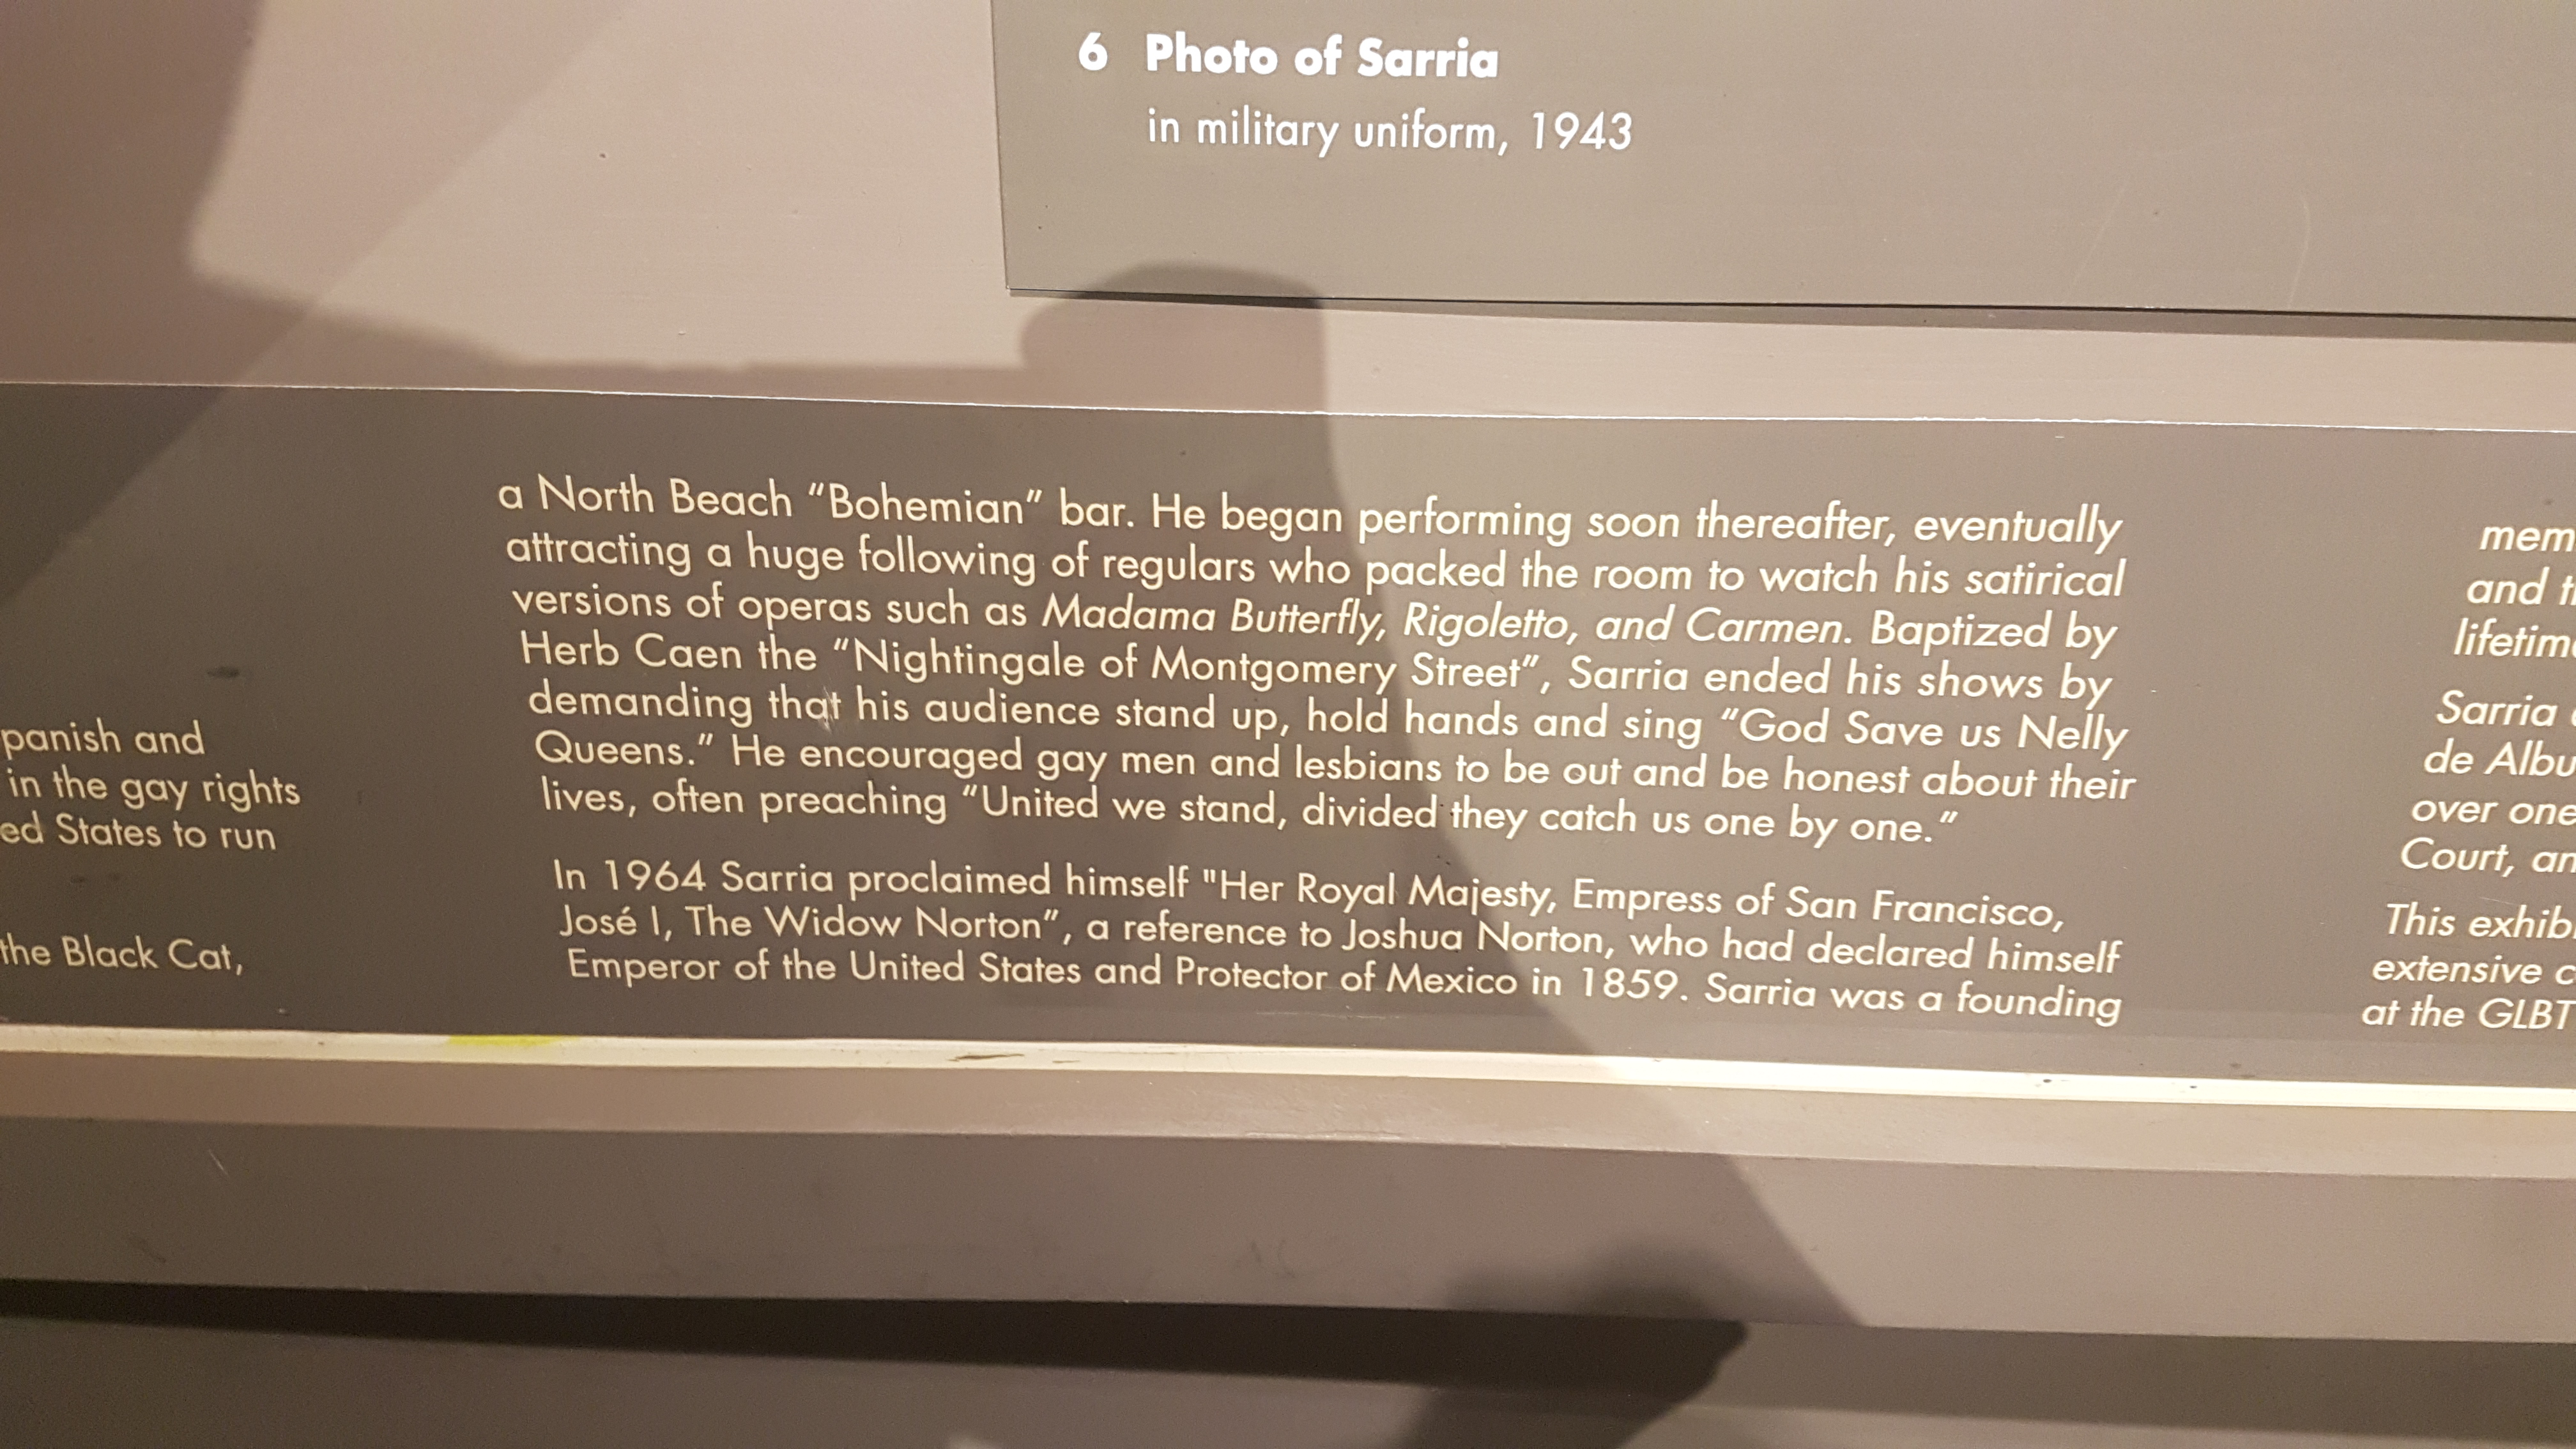 6 Photo of Sarria
in military uniform, 1943
panish and
in the gay rights
ed States to run
the Black Cat,
a North Beach “Bohemian” bar. He began performing soon thereafter, eventually
attracting a huge following of regulars who packed the room to watch his satirical
versions of operas such as Madama Butterfly, Rigoletto, and Carmen. Baptized by
Herb Caen the “Nightingale of Montgomery Street”, Sarria ended his shows by
demanding that his audience stand up, hold hands and sing “God Save us Nelly
Queens.” He encouraged gay men and lesbians to be out and be honest about their
lives, often preaching “United we stand, divided they catch us one by one.”
In 1964 Sarria proclaimed himself "Her Royal Majesty, Empress of San Francisco,
José I, The Widow Norton”, a reference to Joshua Norton, who had declared himself
Emperor of the United States and Protector of Mexico in 1859. Sarria was a founding
mem
and
lifetim
Sarria
de Albu
over one
Court, an
This exhib
extensive c
at the GLBT